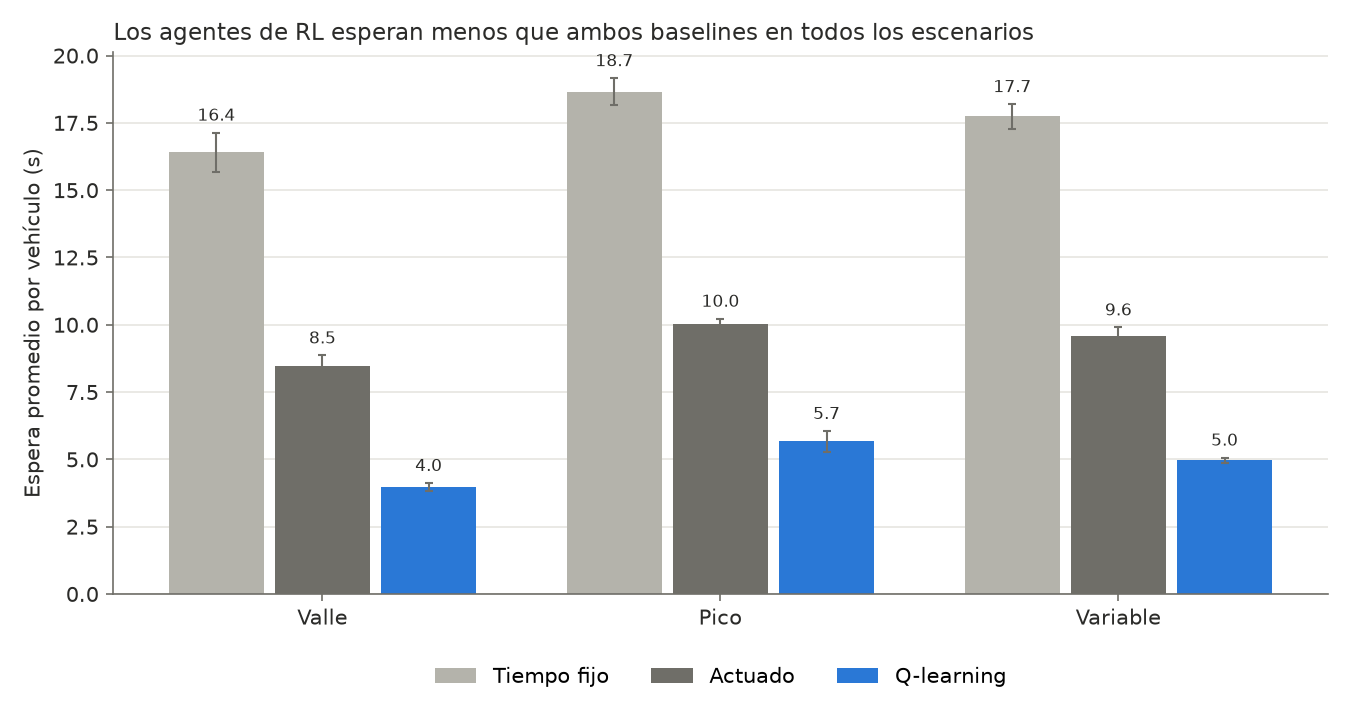 Los agentes de RL esperan menos que ambos baselines en todos los escenarios
Espera promedio por vehículo (s)
20.0
17.5
15.0
12.5
10.0
7.5
5.0
2.5
0.0
16.4
8.5
4.0
18.7
10.0
5.7
17.7
9.6
5.0
Valle
Pico
Variable
Tiempo fijo
Actuado
Q-learning